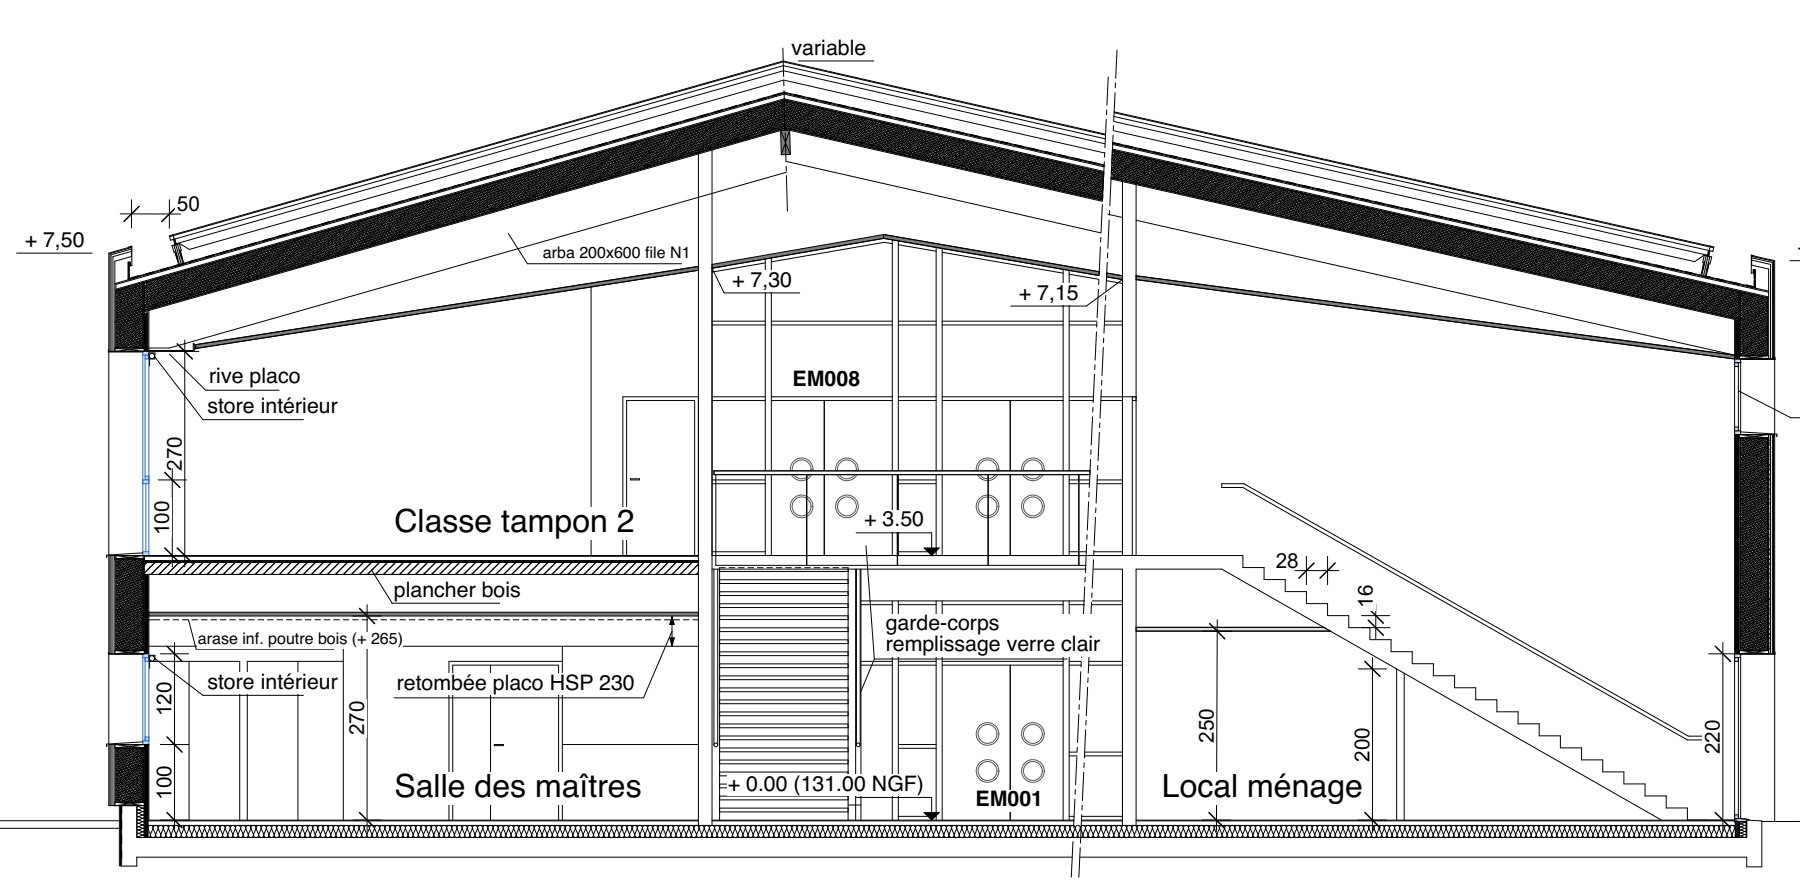 variable
50
+ 7,50
arba 200x600 file N1
+ 7,30
+ 7,15
rive placo
store intérieur
EM008
270
100
Classe tampon 2
+ 3.50
28
16
plancher bois
garde-corps
remplissage verre clair
arase inf. poutre bois (+ 265)
store intérieur
retombée placo HSP 230
120
270
250
200
220
100
Salle des maîtres
+ 0.00 (131.00 NGF)
EM001
Local ménage